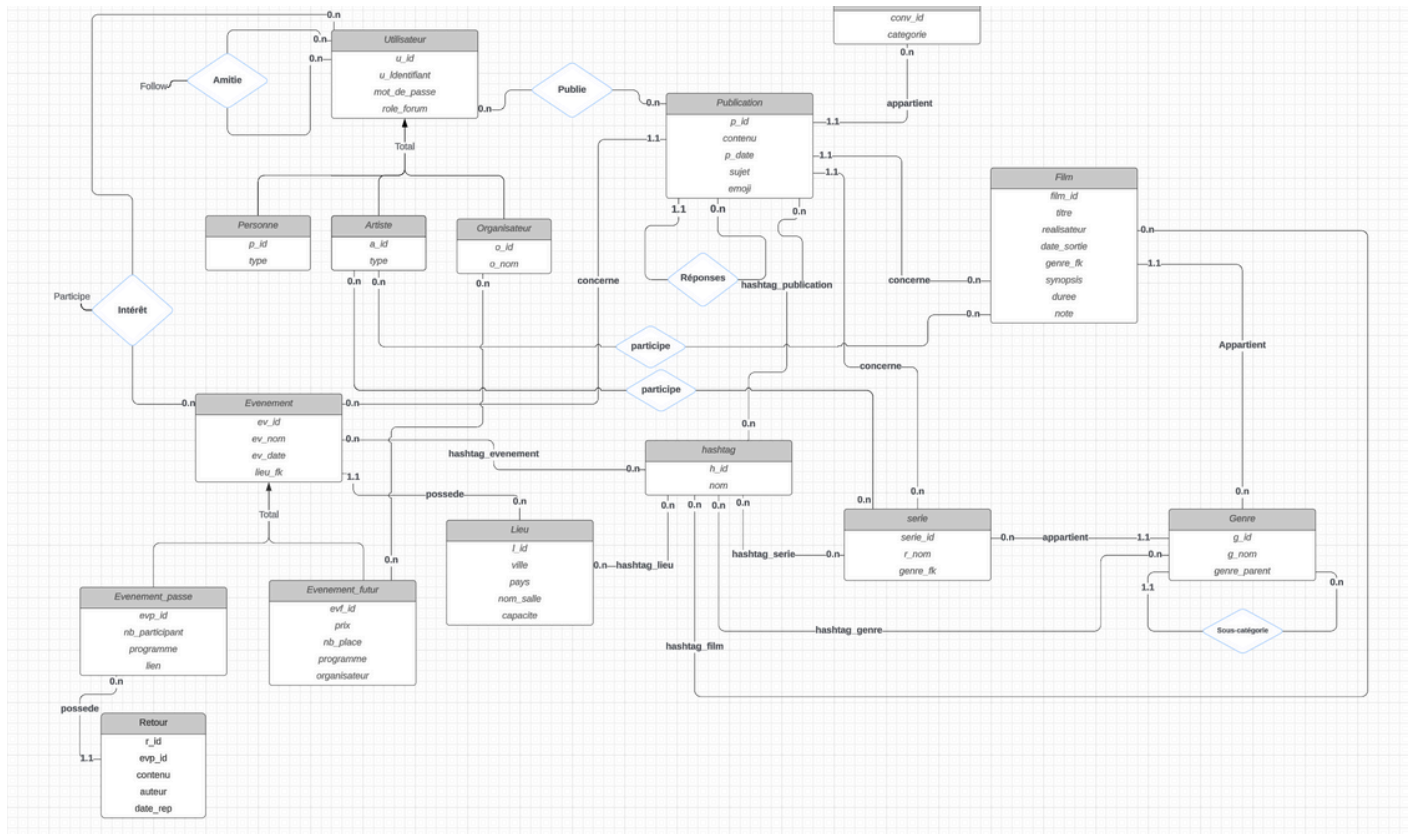 conv_id
categorie
0.n
appartient
1.1
0.n
Utilisateur
u_id
u_Identifiant
mot_de_passe
role_forum
0.n
0.n
Amitie
Follow
0.n
Publie
0.n
Publication
p_id
contenu
p_date
sujet
emoji
1.1
1.1
1.1
1.1
0.n
0.n
Réponses
hashtag_publication
Total
Personne
p_id
type
Artiste
a_id
type
0.n
0.n
Organisateur
o_id
o_nom
0.n
Film
film_id
titre
realisateur
date_sortie
genre_fk
synopsis
duree
note
0.n
1.1
concerne
0.n
0.n
concerne
Participe
Intérêt
participe
participe
concerne
Appartient
0.n
Evenement
ev_id
ev_nom
ev_date
lieu_fk
0.n
0.n
1.1
hashtag_evenement
0.n
possede
0.n
0.n
hashtag
h_id
nom
0.n
0.n
0.n
0.n
Total
Lieu
l_id
ville
pays
nom_salle
capacite
0.n
hashtag_lieu
hashtag_serie
0.n
0.n
0.n
serie
serie_id
r_nom
genre_fk
0.n
appartient
1.1
0.n
0.n
Genre
g_id
g_nom
genre_parent
1.1
0.n
Sous-catégorie
hashtag_genre
hashtag_film
0.n
Evenement_passe
evp_id
nb_participant
programme
lien
Evenement_futur
evf_id
prix
nb_place
programme
organisateur
0.n
possede
1.1
Retour
r_id
evp_id
contenu
auteur
date_rep